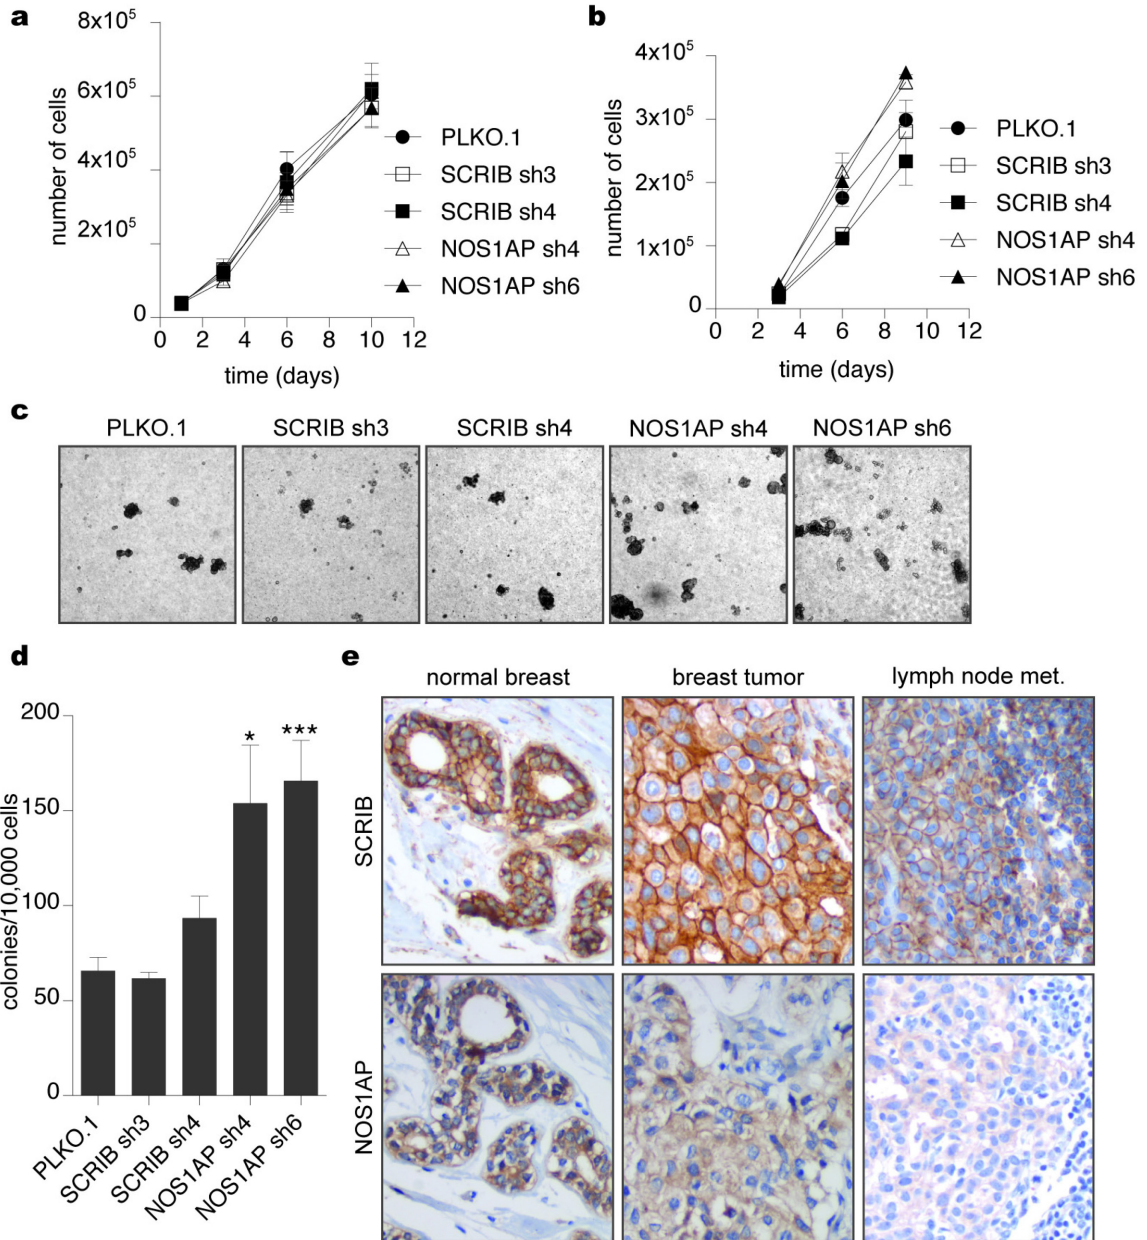 a
8x10⁵
6x10⁵
4x10⁵
2x10⁵
0
0 2 4 6 8 10 12
number of cells
time (days)
PLKO.1
SCRIB sh3
SCRIB sh4
NOS1AP sh4
NOS1AP sh6
b
4x10⁵
3x10⁵
2x10⁵
1x10⁵
0
0 2 4 6 8 10 12
number of cells
time (days)
PLKO.1
SCRIB sh3
SCRIB sh4
NOS1AP sh4
NOS1AP sh6
c
PLKO.1 SCRIB sh3 SCRIB sh4 NOS1AP sh4 NOS1AP sh6
d
200
150
100
50
0
colonies/10,000 cells
* ***
PLKO.1
SCRIB sh3
SCRIB sh4
NOS1AP sh4
NOS1AP sh6
e
normal breast breast tumor lymph node met.
SCRIB
NOS1AP